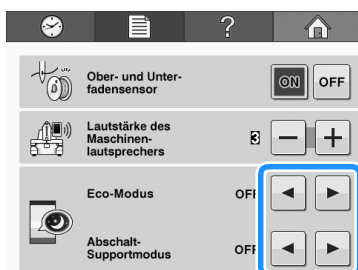 ?
Ober- und Unter-
fadensensor
ON OFF
Lautstärke des
Maschinen-
lautsprechers
3 - +
Eco-Modus OFF
Abschalt-
Supportmodus OFF